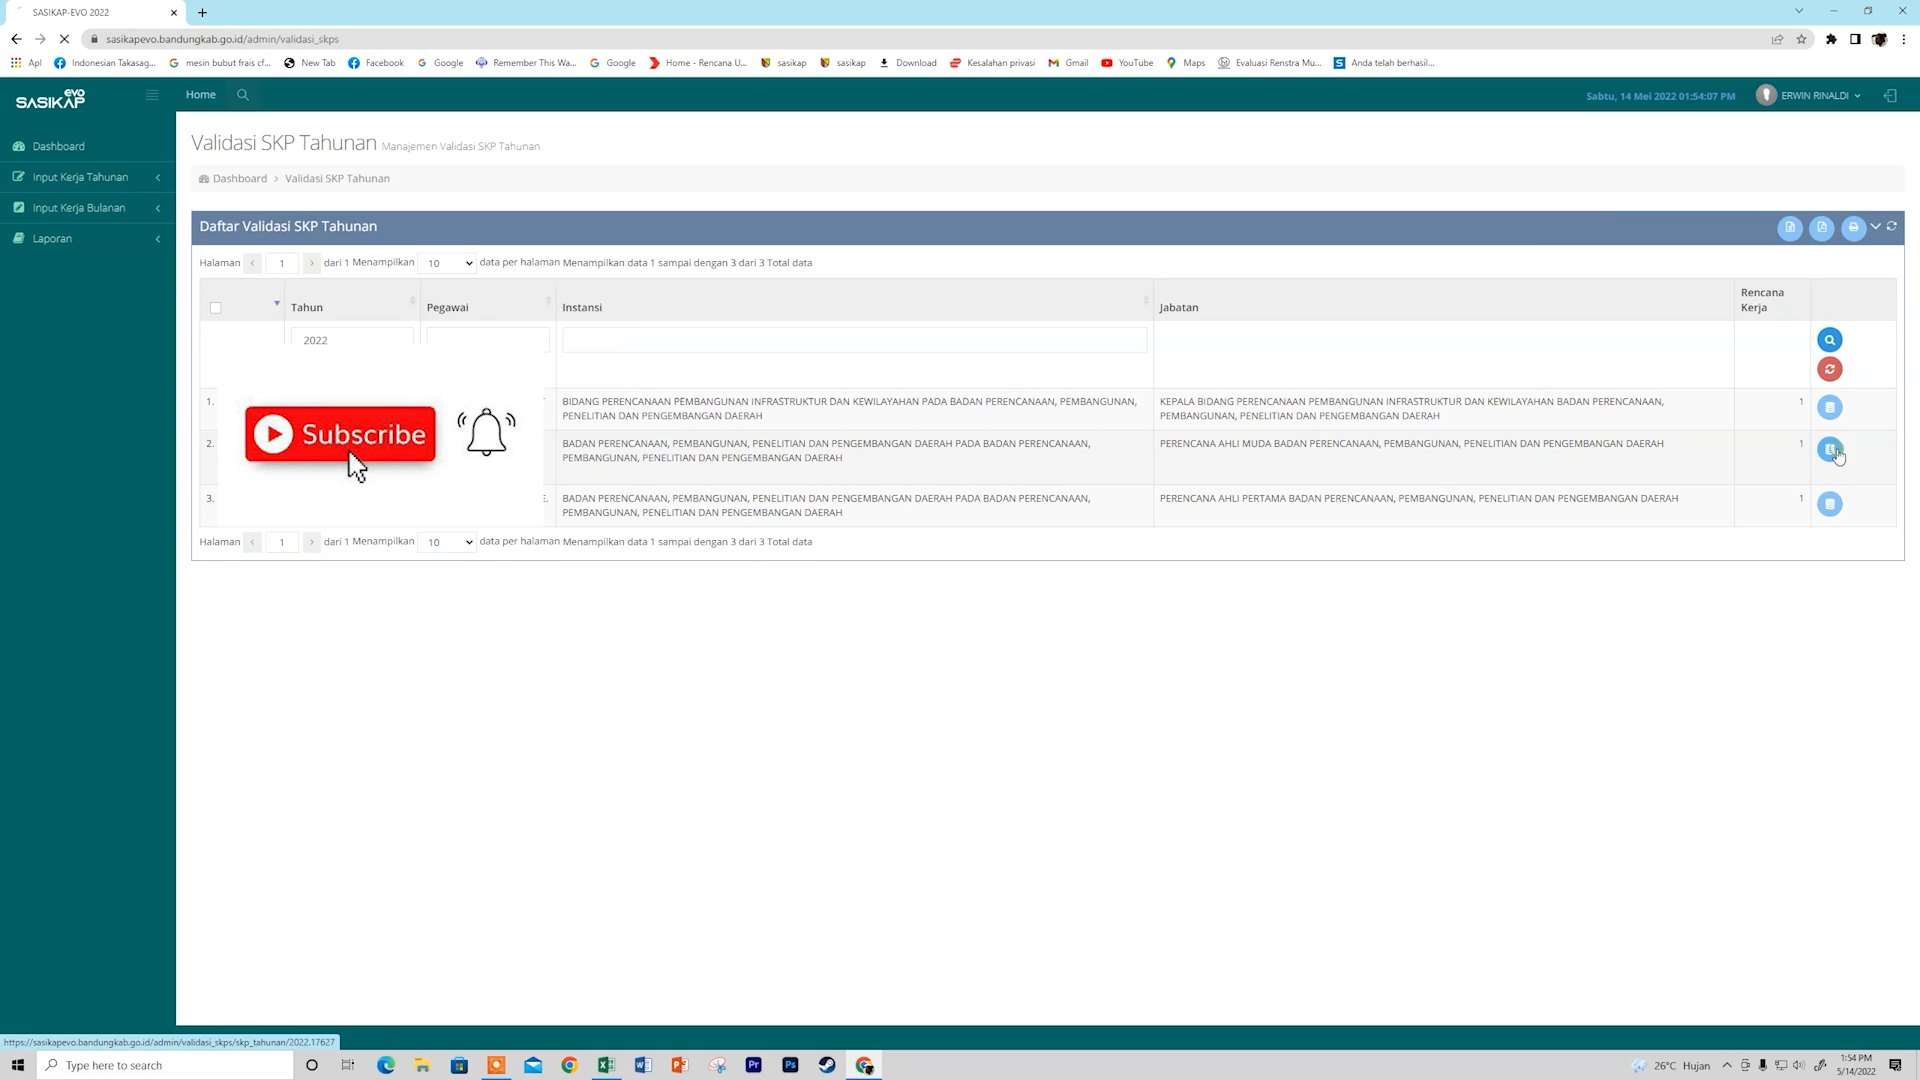 SASIKAP-EVO 2022
sasikapevo.bandungkab.go.id/admin/validasi_skps
Apl
Indonesian Takasag...
mesin bubut frais cf...
New Tab
Facebook
Google
Remember This Wa...
Google
Home - Rencana U...
sasikap
sasikap
Download
Kesalahan privasi
Gmail
YouTube
Maps
Evaluasi Renstra Mu...
Anda telah berhasil...
SASIKAP evo
Home
Sabtu, 14 Mei 2022 01:54:07 PM
ERWIN RINALDI
Dashboard
Input Kerja Tahunan
Input Kerja Bulanan
Laporan
Validasi SKP Tahunan Manajemen Validasi SKP Tahunan
Dashboard > Validasi SKP Tahunan
Daftar Validasi SKP Tahunan
Halaman < 1 > dari 1 Menampilkan 10 data per halaman Menampilkan data 1 sampai dengan 3 dari 3 Total data
Tahun
Pegawai
Instansi
Jabatan
Rencana
Kerja
2022
1.
BIDANG PERENCANAAN PEMBANGUNAN INFRASTRUKTUR DAN KEWILAYAHAN PADA BADAN PERENCANAAN, PEMBANGUNAN,
PENELITIAN DAN PENGEMBANGAN DAERAH
KEPALA BIDANG PERENCANAAN PEMBANGUNAN INFRASTRUKTUR DAN KEWILAYAHAN BADAN PERENCANAAN,
PEMBANGUNAN, PENELITIAN DAN PENGEMBANGAN DAERAH
1
2.
BADAN PERENCANAAN, PEMBANGUNAN, PENELITIAN DAN PENGEMBANGAN DAERAH PADA BADAN PERENCANAAN,
PEMBANGUNAN, PENELITIAN DAN PENGEMBANGAN DAERAH
PERENCANA AHLI MUDA BADAN PERENCANAAN, PEMBANGUNAN, PENELITIAN DAN PENGEMBANGAN DAERAH
1
3.
E.
BADAN PERENCANAAN, PEMBANGUNAN, PENELITIAN DAN PENGEMBANGAN DAERAH PADA BADAN PERENCANAAN,
PEMBANGUNAN, PENELITIAN DAN PENGEMBANGAN DAERAH
PERENCANA AHLI PERTAMA BADAN PERENCANAAN, PEMBANGUNAN, PENELITIAN DAN PENGEMBANGAN DAERAH
1
Subscribe
Halaman < 1 > dari 1 Menampilkan 10 data per halaman Menampilkan data 1 sampai dengan 3 dari 3 Total data
https://sasikapevo.bandungkab.go.id/admin/validasi_skps/skp_tahunan/2022.17627
Type here to search
26°C Hujan
1:54 PM
5/14/2022